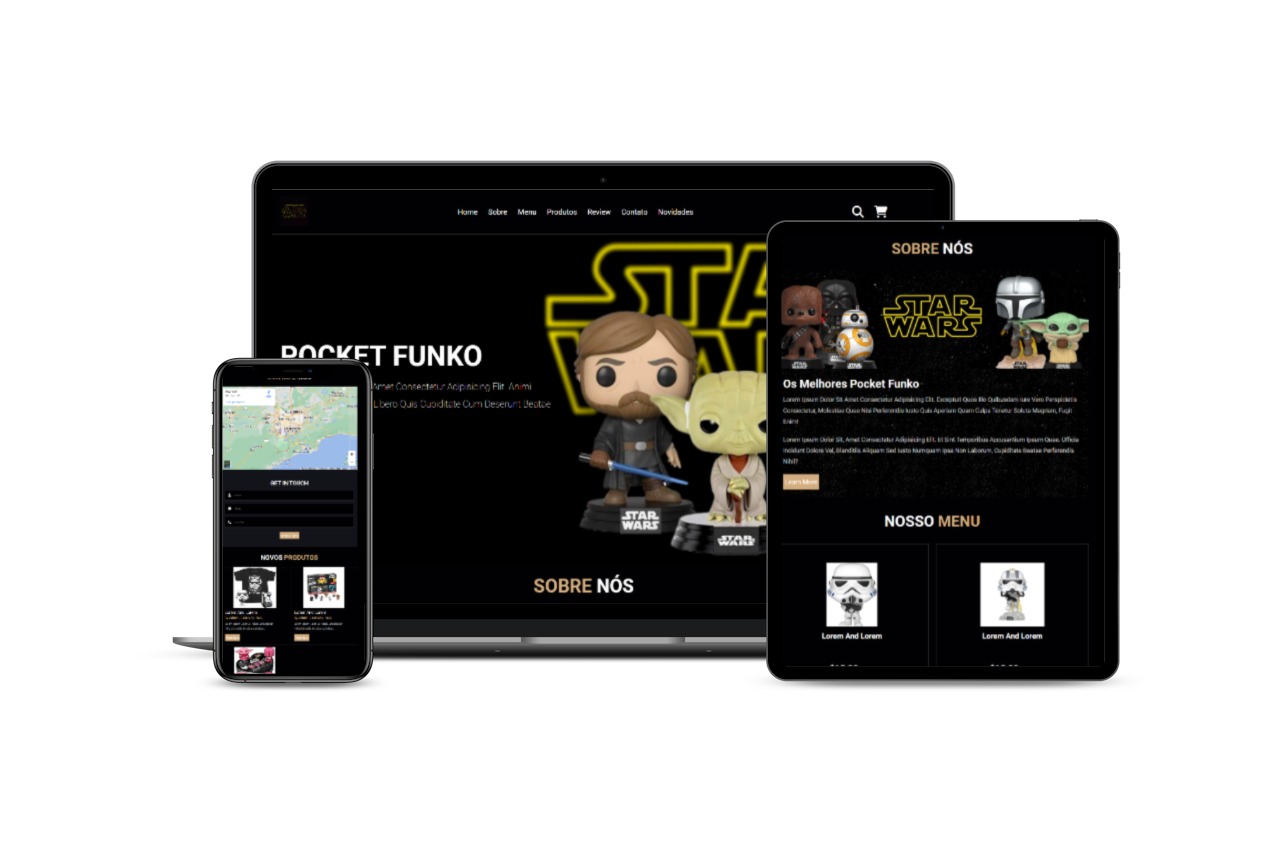 STAR WARS
Home Sobre Menu Produtos Review Contato Novidades
STAR
POCKET FUNKO
Amet Consectetur Adipisicing Elit. Animi
Libero Quis Cupiditate Cum Deserunt Beatae
STAR
WARS
STAR
WARS
SOBRE NÓS
SOBRE NÓS
STAR
WARS
Os Melhores Pocket Funko
Lorem Ipsum Dolor Sit Amet Consectetur Adipisicing Elit. Excepturi Quos Illo Quibusdam Iure Vero Perspiciatis
Consectetur, Molestiae Quae Nisi Perferendis Iusto Quis Aperiam Quam Culpa Tenetur Soluta Magnam, Fugit
Enim!
Lorem Ipsum Dolor Sit, Amet Consectetur Adipisicing Elit. Et Sint Temporibus Accusantium Ipsum Quae. Officia
Incidunt Dolore Vel, Blanditiis Aliquam Sed Iusto Numquam Ipsa Non Laborum, Cupiditate Beatae Perferendis
Nihil?
Learn More
NOSSO MENU
Lorem And Lorem
Lorem And Lorem
GET IN TOUCH
NOVOS PRODUTOS